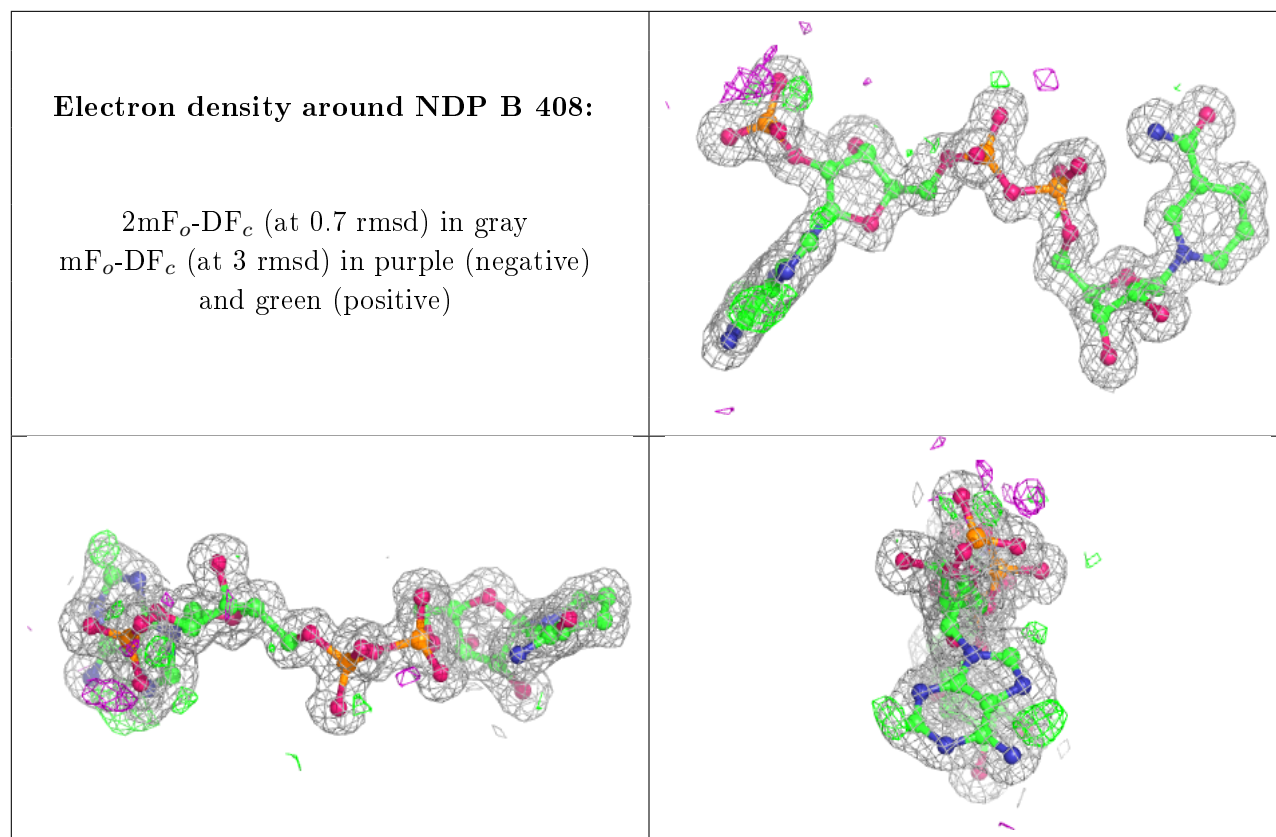 Electron density around NDP B 408:
2mFo-DFc (at 0.7 rmsd) in gray
mFo-DFc (at 3 rmsd) in purple (negative)
and green (positive)